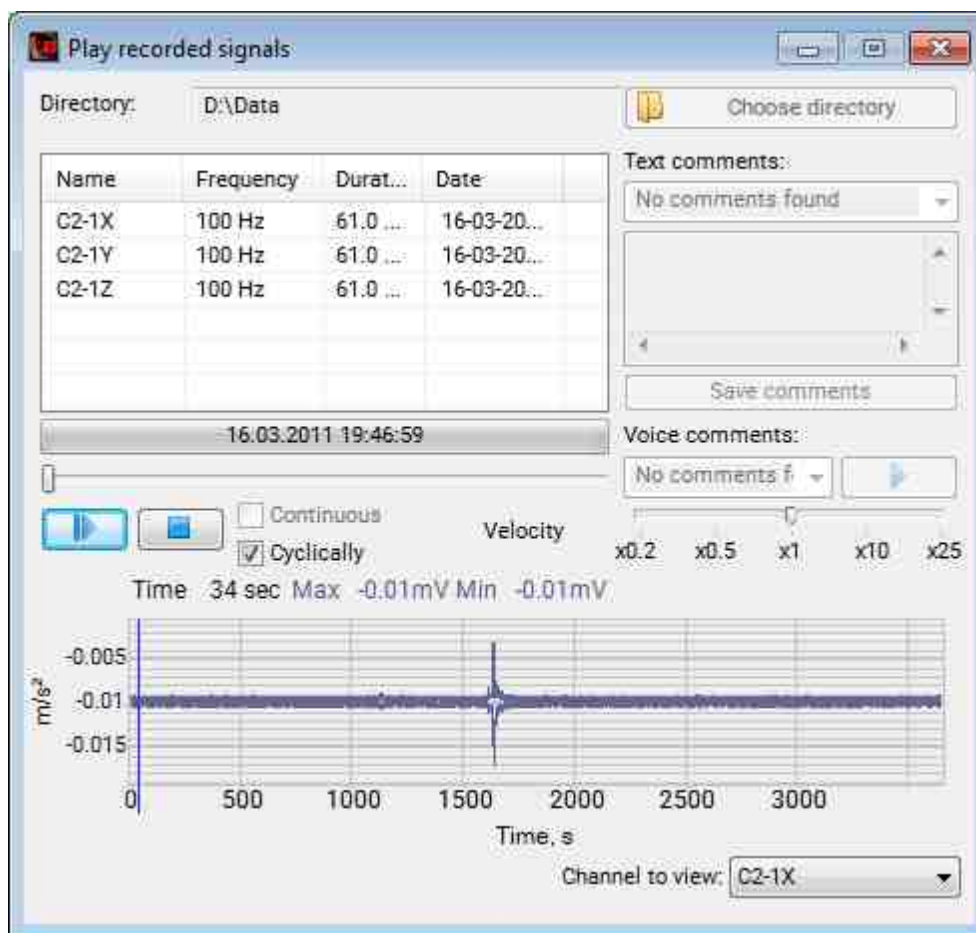 Play recorded signals
Directory: D:\Data Choose directory
Text comments:
No comments found
Name Frequency Durat... Date
C2-1X 100 Hz 61.0 ... 16-03-20...
C2-1Y 100 Hz 61.0 ... 16-03-20...
C2-1Z 100 Hz 61.0 ... 16-03-20...
Save comments
16.03.2011 19:46:59
Voice comments:
No comments f
Continuous
Cyclically
Velocity
x0.2 x0.5 x1 x10 x25
Time 34 sec Max -0.01mV Min -0.01mV
m/s²
-0.005
-0.01
-0.015
0 500 1000 1500 2000 2500 3000
Time, s
Channel to view: C2-1X